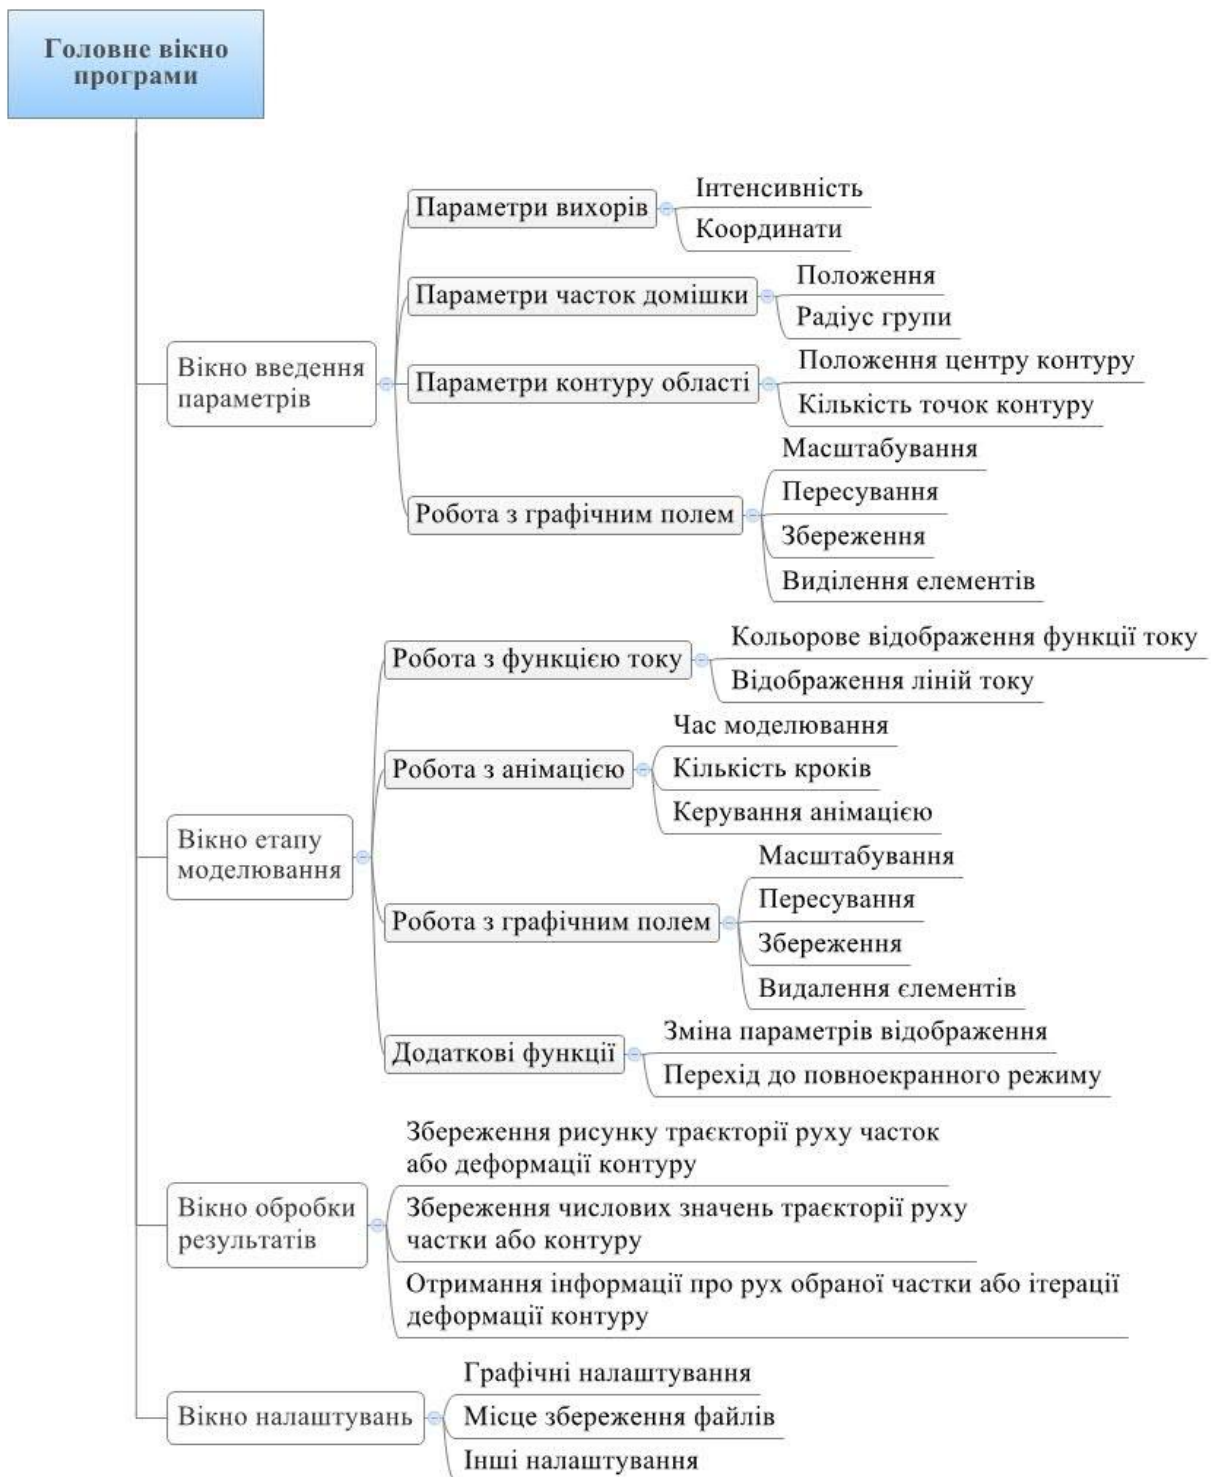 Головне вікно
програми
Вікно введення
параметрів
Параметри вихорів
Інтенсивність
Координати
Параметри часток домішки
Положення
Радіус групи
Параметри контуру області
Положення центру контуру
Кількість точок контуру
Робота з графічним полем
Масштабування
Пересування
Збереження
Виділення елементів
Вікно етапу
моделювання
Робота з функцією току
Кольорове відображення функції току
Відображення ліній току
Робота з анімацією
Час моделювання
Кількість кроків
Керування анімацією
Робота з графічним полем
Масштабування
Пересування
Збереження
Видалення єлементів
Додаткові функції
Зміна параметрів відображення
Перехід до повноекранного режиму
Вікно обробки
результатів
Збереження рисунку траєкторії руху часток
або деформації контуру
Збереження числових значень траєкторії руху
частки або контуру
Отримання інформації про рух обраної частки або ітерації
деформації контуру
Вікно налаштувань
Графічні налаштування
Місце збереження файлів
Інші налаштування